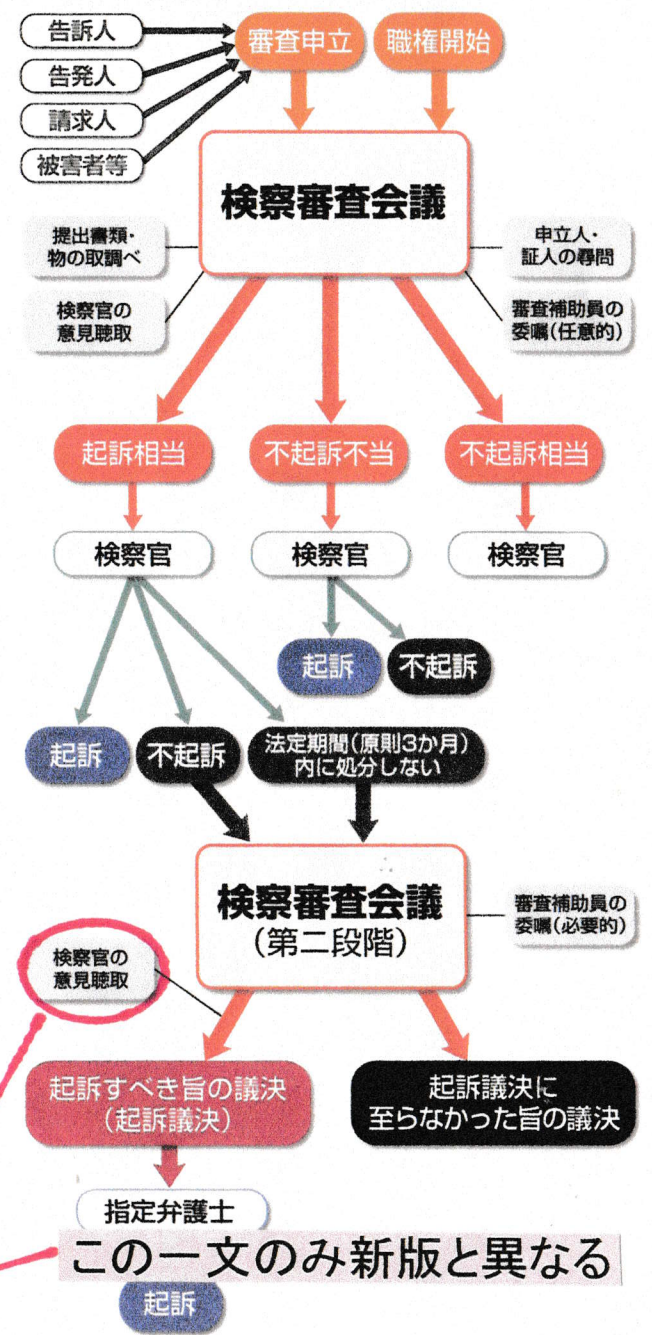 告訴人
告発人
請求人
被害者等
審査申立
職権開始
検察審査会議
提出書類・
物の取調べ
検察官の
意見聴取
申立人・
証人の尋問
審査補助員の
委嘱(任意的)
起訴相当
不起訴不当
不起訴相当
検察官
検察官
検察官
起訴
不起訴
起訴
不起訴
法定期間(原則3か月)
内に処分しない
検察審査会議
(第二段階)
審査補助員の
委嘱(必要的)
検察官の
意見聴取
起訴すべき旨の議決
(起訴議決)
起訴議決に
至らなかった旨の議決
指定弁護士
この一文のみ新版と異なる
起訴